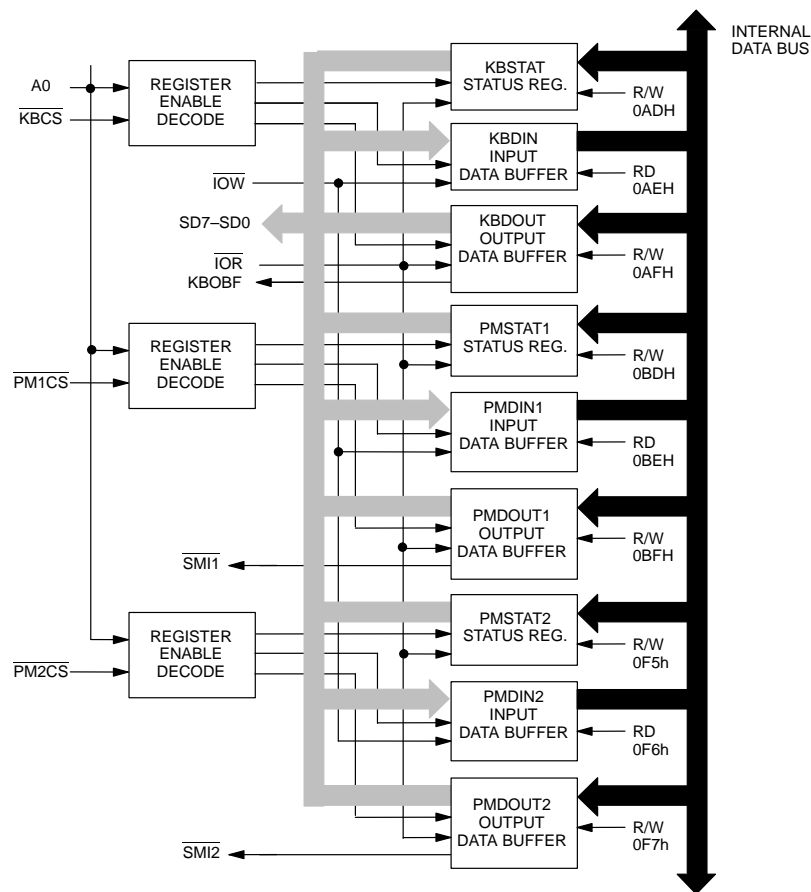 INTERNAL
DATA BUS
A0
KBCS
REGISTER
ENABLE
DECODE
KBSTAT
STATUS REG.
R/W
0ADH
KBDIN
INPUT
DATA BUFFER
RD
0AEH
IOW
SD7–SD0
KBDOUT
OUTPUT
DATA BUFFER
R/W
0AFH
IOR
KBOBF
PM1CS
REGISTER
ENABLE
DECODE
PMSTAT1
STATUS REG.
R/W
0BDH
PMDIN1
INPUT
DATA BUFFER
RD
0BEH
PMDOUT1
OUTPUT
DATA BUFFER
R/W
0BFH
SMI1
PM2CS
REGISTER
ENABLE
DECODE
PMSTAT2
STATUS REG.
R/W
0F5h
PMDIN2
INPUT
DATA BUFFER
RD
0F6h
PMDOUT2
OUTPUT
DATA BUFFER
R/W
0F7h
SMI2